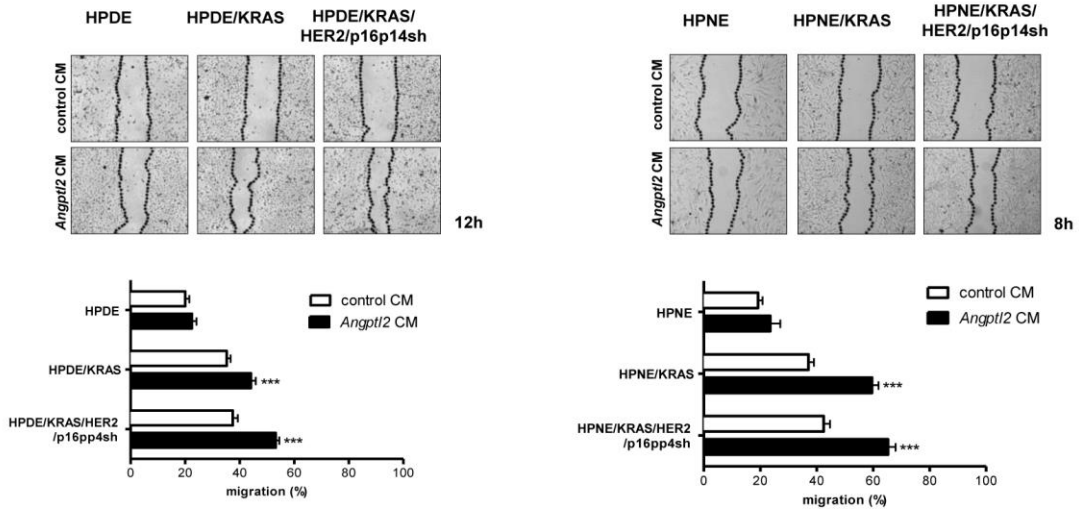 HPDE
HPDE/KRAS
HPDE/KRAS/
HER2/p16p14sh
control CM
Angptl2 CM
12h
HPDE
HPDE/KRAS
HPDE/KRAS/HER2
/p16pp4sh
control CM
Angptl2 CM
***
***
0
20
40
60
80
100
migration (%)
HPNE
HPNE/KRAS
HPNE/KRAS/
HER2/p16p14sh
control CM
Angptl2 CM
8h
HPNE
HPNE/KRAS
HPNE/KRAS/HER2
/p16pp4sh
control CM
Angptl2 CM
***
***
0
20
40
60
80
100
migration (%)